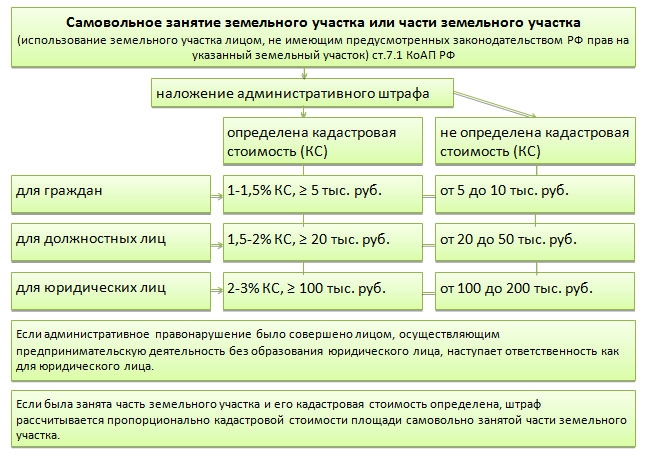 Самовольное занятие земельного участка или части земельного участка
(использование земельного участка лицом, не имеющим предусмотренных законодательством РФ прав на
указанный земельный участок) ст.7.1 КоАП РФ
наложение административного штрафа
определена кадастровая
стоимость (КС)
не определена кадастровая
стоимость (КС)
для граждан
1-1,5% КС, ≥ 5 тыс. руб.
от 5 до 10 тыс. руб.
для должностных лиц
1,5-2% КС, ≥ 20 тыс. руб.
от 20 до 50 тыс. руб.
для юридических лиц
2-3% КС, ≥ 100 тыс. руб.
от 100 до 200 тыс. руб.
Если административное правонарушение было совершено лицом, осуществляющим
предпринимательскую деятельность без образования юридического лица, наступает ответственность как
для юридического лица.
Если была занята часть земельного участка и его кадастровая стоимость определена, штраф
рассчитывается пропорционально кадастровой стоимости площади самовольно занятой части земельного
участка.